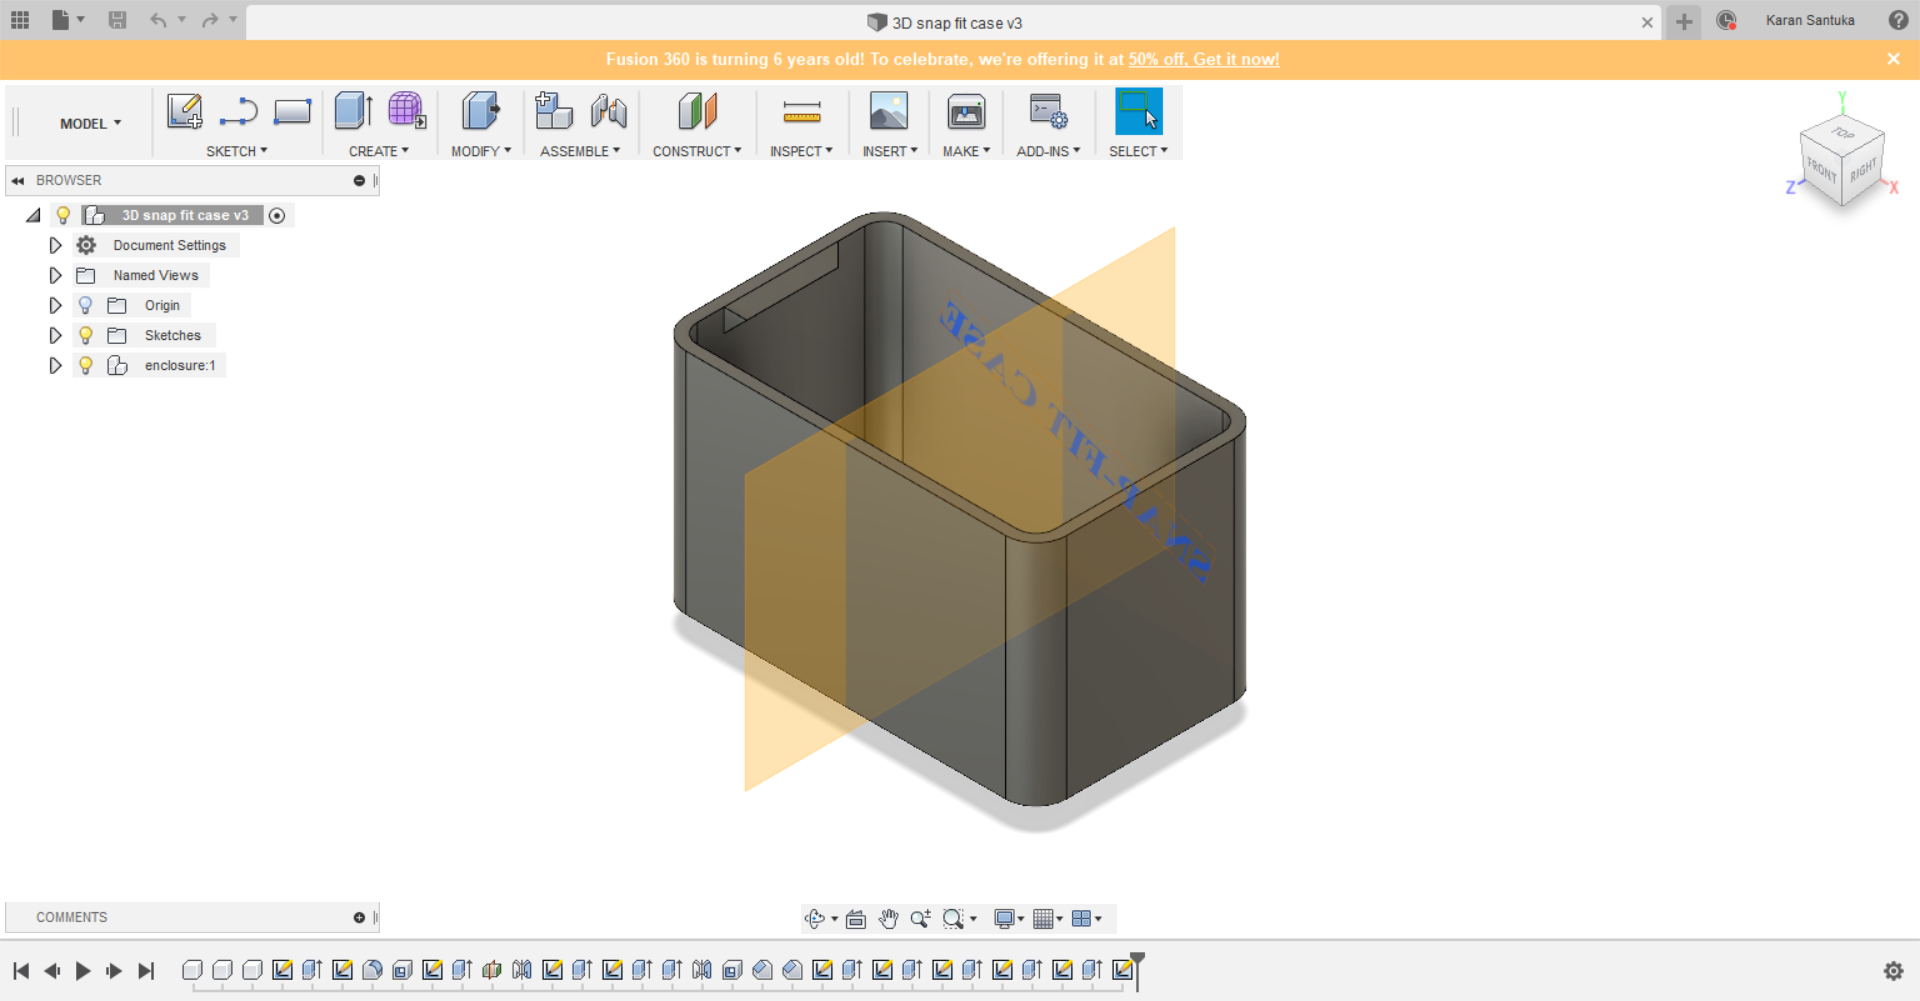 3D snap fit case v3
Karan Santuka
Fusion 360 is turning 6 years old! To celebrate, we're offering it at 50% off. Get it now!
MODEL
SKETCH
CREATE
MODIFY
ASSEMBLE
CONSTRUCT
INSPECT
INSERT
MAKE
ADD-INS
SELECT
Y
TOP
FRONT
RIGHT
Z
X
BROWSER
3D snap fit case v3
Document Settings
Named Views
Origin
Sketches
enclosure:1
SNAP-FIT CASE
COMMENTS